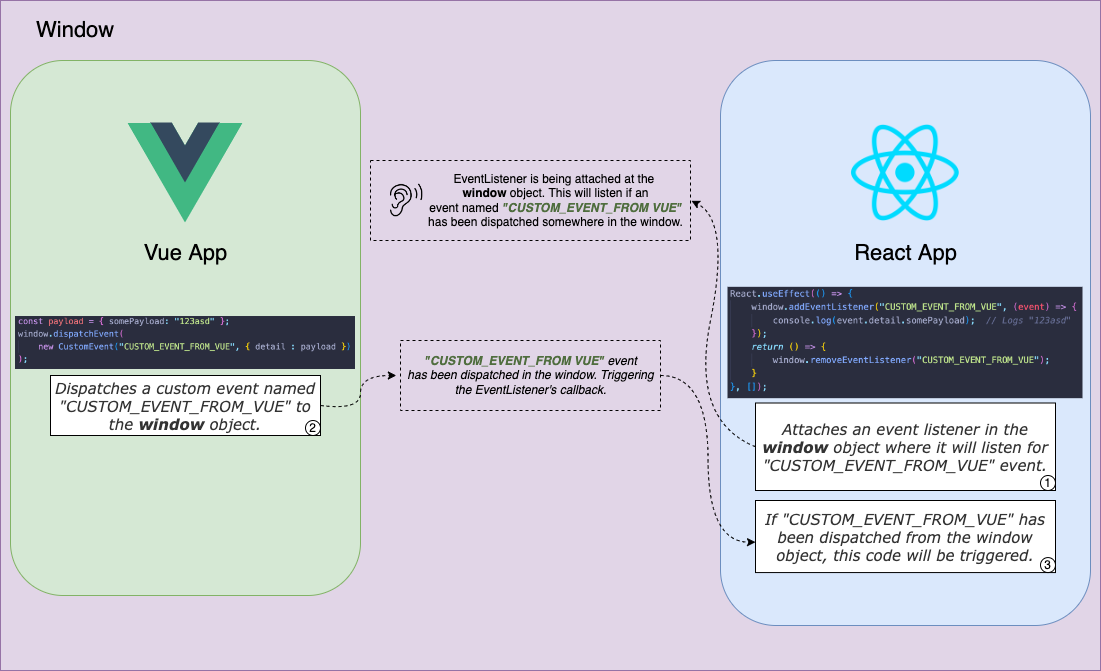 Window
Vue App
const payload = { somePayload: "123asd" };
window.dispatchEvent(
new CustomEvent("CUSTOM_EVENT_FROM_VUE", { detail : payload })
);
Dispatches a custom event named
"CUSTOM_EVENT_FROM_VUE" to
the window object.
2
EventListener is being attached at the
window object. This will listen if an
event named "CUSTOM_EVENT_FROM VUE"
has been dispatched somewhere in the window.
"CUSTOM_EVENT_FROM VUE" event
has been dispatched in the window. Triggering
the EventListener's callback.
React App
React.useEffect(() => {
window.addEventListener("CUSTOM_EVENT_FROM_VUE", (event) => {
console.log(event.detail.somePayload); // Logs "123asd"
});
return () => {
window.removeEventListener("CUSTOM_EVENT_FROM_VUE");
}
}, []);
Attaches an event listener in the
window object where it will listen for
"CUSTOM_EVENT_FROM_VUE" event.
1
If "CUSTOM_EVENT_FROM_VUE" has
been dispatched from the window
object, this code will be triggered.
3